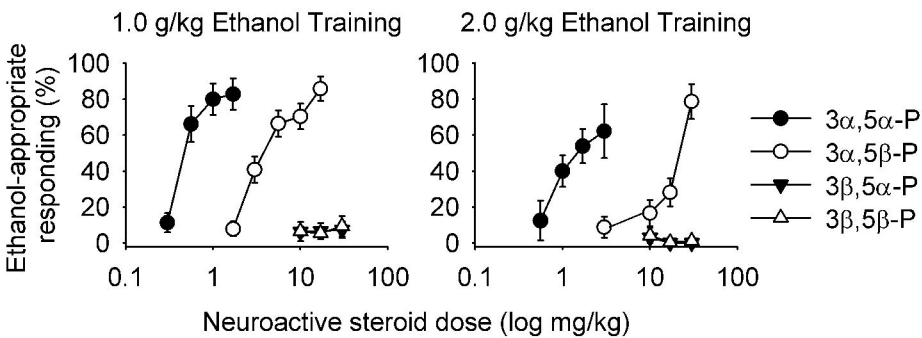 1.0 g/kg Ethanol Training
2.0 g/kg Ethanol Training
Ethanol-appropriate
responding (%)
100
80
60
40
20
0
0.1
1
10
100
100
80
60
40
20
0
0.1
1
10
100
3α,5α-P
3α,5β-P
3β,5α-P
3β,5β-P
Neuroactive steroid dose (log mg/kg)